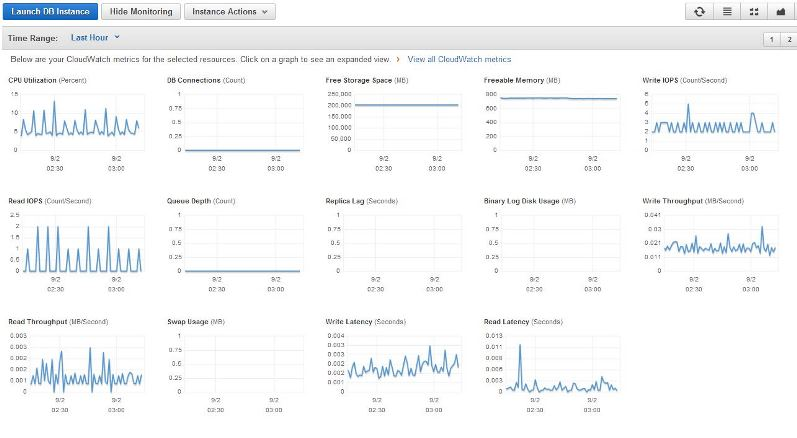 Launch DB Instance Hide Monitoring Instance Actions
Time Range: Last Hour 1 2
Below are your CloudWatch metrics for the selected resources. Click on a graph to see an expanded view. › View all CloudWatch metrics
CPU Utilization (Percent) DB Connections (Count) Free Storage Space (MB) Freeable Memory (MB) Write IOPS (Count/Second)
15 1 250,000 800 6
0.75 200,000 600 5
10 4
0.5 150,000 400 3
5 100,000 2
0.25 50,000 200 1
0 0 0 0 0
9/2 9/2 9/2 9/2 9/2 9/2 9/2 9/2 9/2 9/2
02:30 03:00 02:30 03:00 02:30 03:00 02:30 03:00 02:30 03:00
Read IOPS (Count/Second) Queue Depth (Count) Replica Lag (Seconds) Binary Log Disk Usage (MB) Write Throughput (MB/Second)
2.5 1 1 1 0.041
2 0.75 0.75 0.75 0.03
1.5
1 0.5 0.5 0.5 0.021
0.5 0.25 0.25 0.25 0.011
0 0 0 0 0
9/2 9/2 9/2 9/2 9/2 9/2 9/2 9/2 9/2 9/2
02:30 03:00 02:30 03:00 02:30 03:00 02:30 03:00 02:30 03:00
Read Throughput (MB/Second) Swap Usage (MB) Write Latency (Seconds) Read Latency (Seconds)
0.003 1 0.004 0.013
0.003 0.75 0.003 0.011
0.002 0.003 0.008
0.002 0.5 0.002 0.006
0.001 0.25 0.002 0.003
0.001
0 0 0 0
9/2 9/2 9/2 9/2 9/2 9/2 9/2 9/2
02:30 03:00 02:30 03:00 02:30 03:00 02:30 03:00